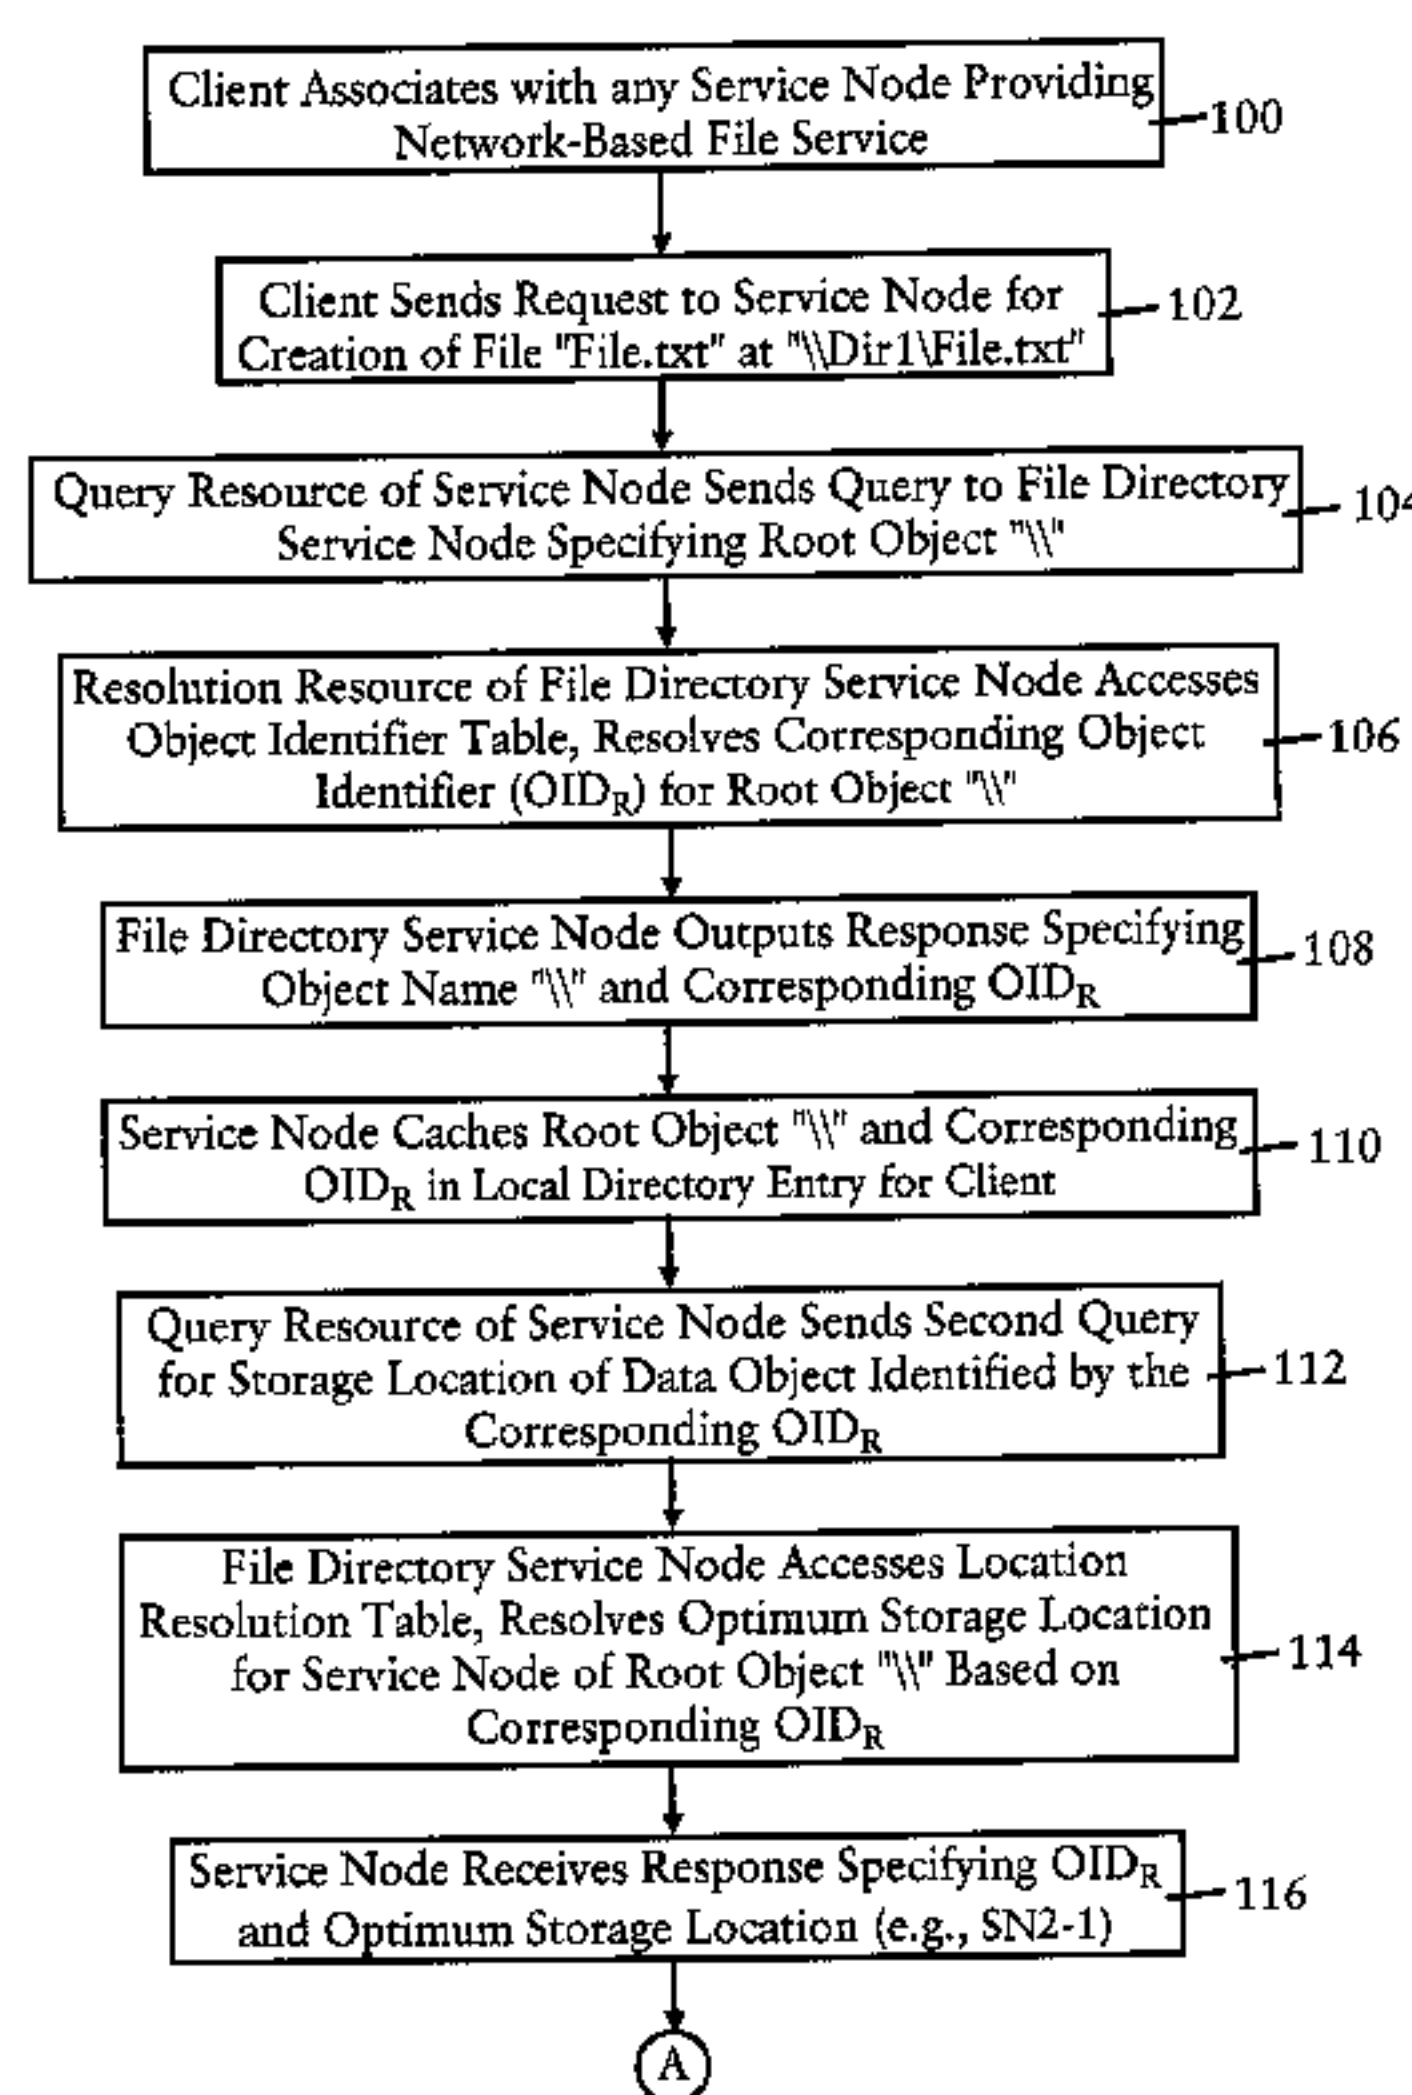 Client Associates with any Service Node Providing
Network-Based File Service
100
Client Sends Request to Service Node for
Creation of File "File.txt" at "\\Dir1\File.txt"
102
Query Resource of Service Node Sends Query to File Directory
Service Node Specifying Root Object "\\"
104
Resolution Resource of File Directory Service Node Accesses
Object Identifier Table, Resolves Corresponding Object
Identifier (OIDR) for Root Object "\\"
106
File Directory Service Node Outputs Response Specifying
Object Name "\\" and Corresponding OIDR
108
Service Node Caches Root Object "\\" and Corresponding
OIDR in Local Directory Entry for Client
110
Query Resource of Service Node Sends Second Query
for Storage Location of Data Object Identified by the
Corresponding OIDR
112
File Directory Service Node Accesses Location
Resolution Table, Resolves Optimum Storage Location
for Service Node of Root Object "\\" Based on
Corresponding OIDR
114
Service Node Receives Response Specifying OIDR
and Optimum Storage Location (e.g., SN2-1)
116
A